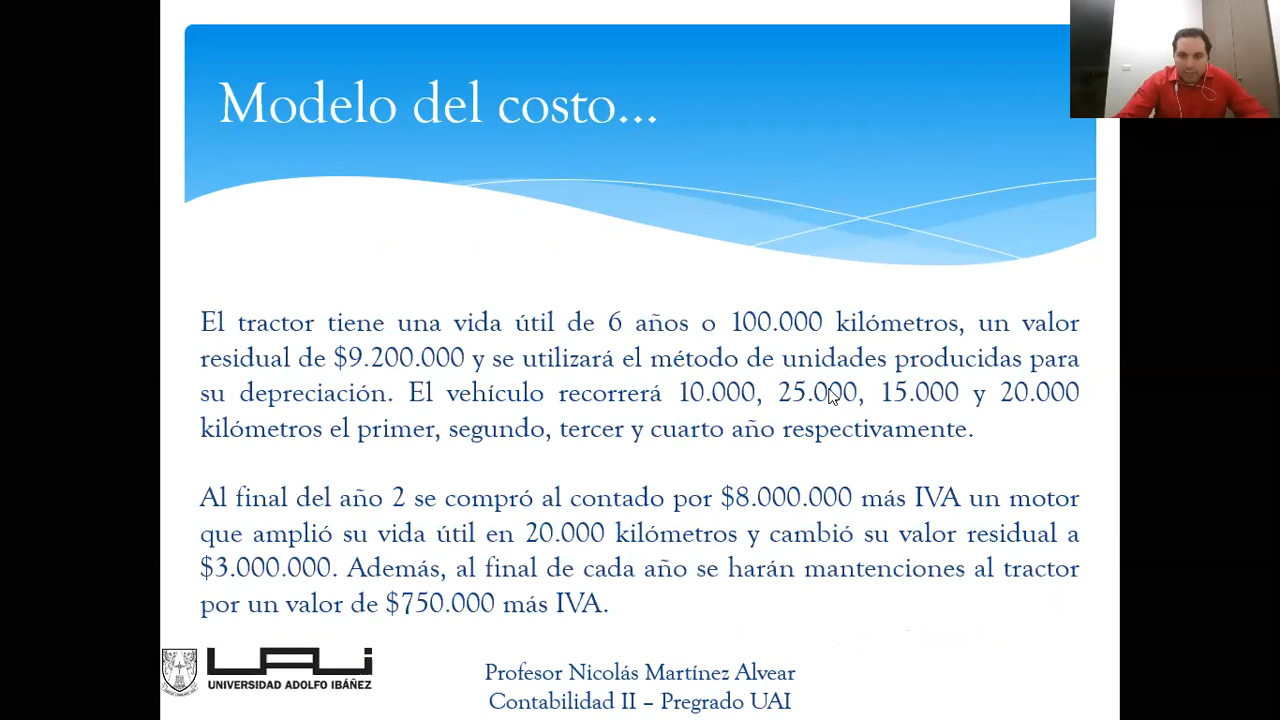 Modelo del costo...
El tractor tiene una vida útil de 6 años o 100.000 kilómetros, un valor
residual de $9.200.000 y se utilizará el método de unidades producidas para
su depreciación. El vehículo recorrerá 10.000, 25.000, 15.000 y 20.000
kilómetros el primer, segundo, tercer y cuarto año respectivamente.
Al final del año 2 se compró al contado por $8.000.000 más IVA un motor
que amplió su vida útil en 20.000 kilómetros y cambió su valor residual a
$3.000.000. Además, al final de cada año se harán mantenciones al tractor
por un valor de $750.000 más IVA.
UAI
UNIVERSIDAD ADOLFO IBÁÑEZ
Profesor Nicolás Martínez Alvear
Contabilidad II – Pregrado UAI